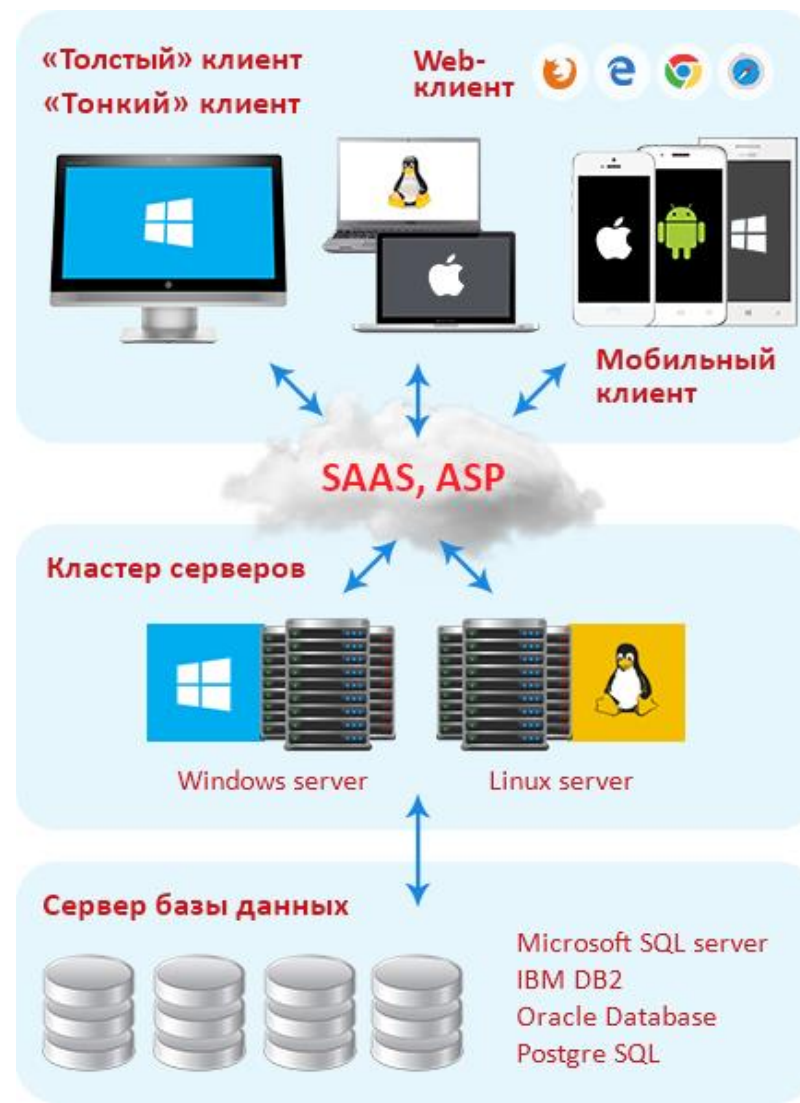 «Толстый» клиент
«Тонкий» клиент
Web-
клиент
Мобильный
клиент
SAAS, ASP
Кластер серверов
Windows server
Linux server
Сервер базы данных
Microsoft SQL server
IBM DB2
Oracle Database
Postgre SQL